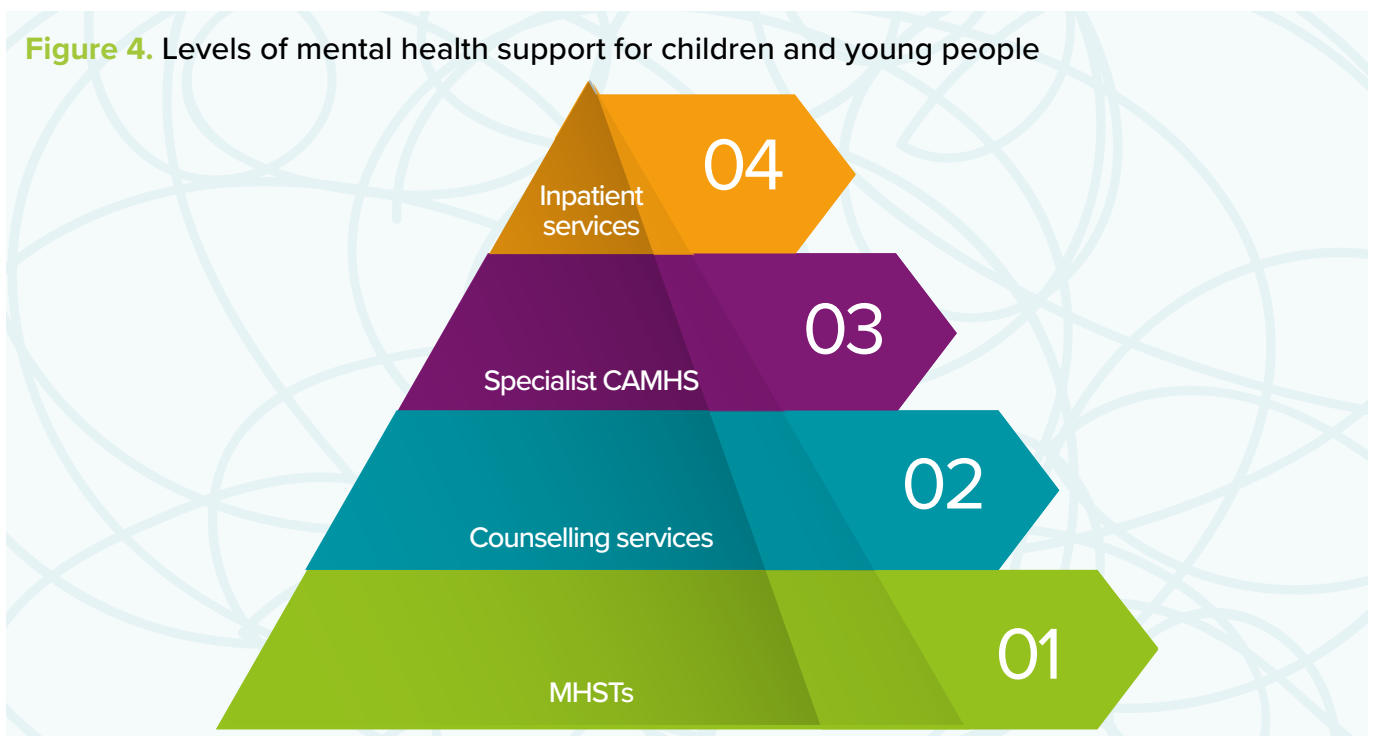 Figure 4. Levels of mental health support for children and young people
04
Inpatient
services
03
Specialist CAMHS
02
Counselling services
01
MHSTs